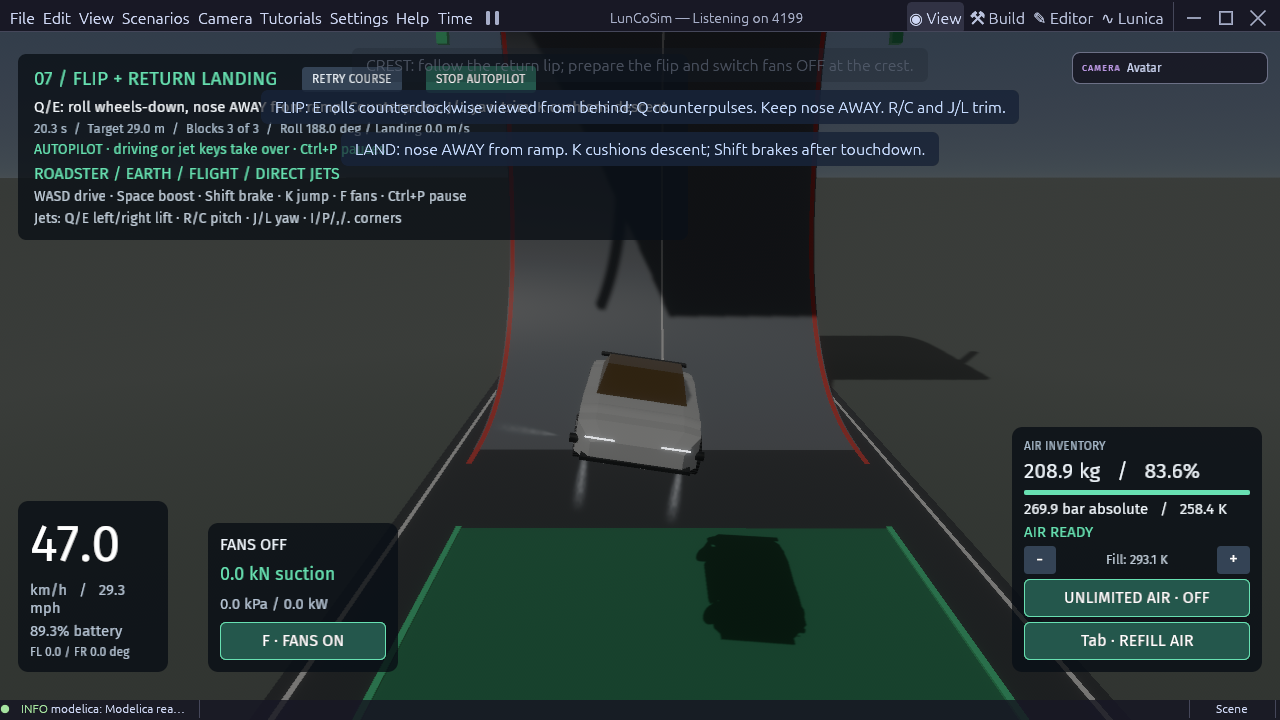 File Edit View Scenarios Camera Tutorials Settings Help Time
LunCoSim — Listening on 4199
View Build Editor Lunica
CREST: follow the return lip; prepare the flip and switch fans OFF at the crest.
07 / FLIP + RETURN LANDING
RETRY COURSE
STOP AUTOPILOT
CAMERA Avatar
Q/E: roll wheels-down, nose AWAY
FLIP: E rolls counterclockwise viewed from behind; Q counterpulses. Keep nose AWAY. R/C and J/L trim.
20.3 s / Target 29.0 m / Blocks 3 of 3 / Roll 188.0 deg / Landing 0.0 m/s
AUTOPILOT · driving or jet keys take over · Ctrl+P
LAND: nose AWAY from ramp. K cushions descent; Shift brakes after touchdown.
ROADSTER / EARTH / FLIGHT / DIRECT JETS
WASD drive · Space boost · Shift brake · K jump · F fans · Ctrl+P pause
Jets: Q/E left/right lift · R/C pitch · J/L yaw · I/P/,/. corners
47.0
km/h / 29.3
mph
89.3% battery
FL 0.0 / FR 0.0 deg
FANS OFF
0.0 kN suction
0.0 kPa / 0.0 kW
F · FANS ON
AIR INVENTORY
208.9 kg / 83.6%
269.9 bar absolute / 258.4 K
AIR READY
- Fill: 293.1 K +
UNLIMITED AIR · OFF
Tab · REFILL AIR
INFO modelica: Modelica rea…
Scene